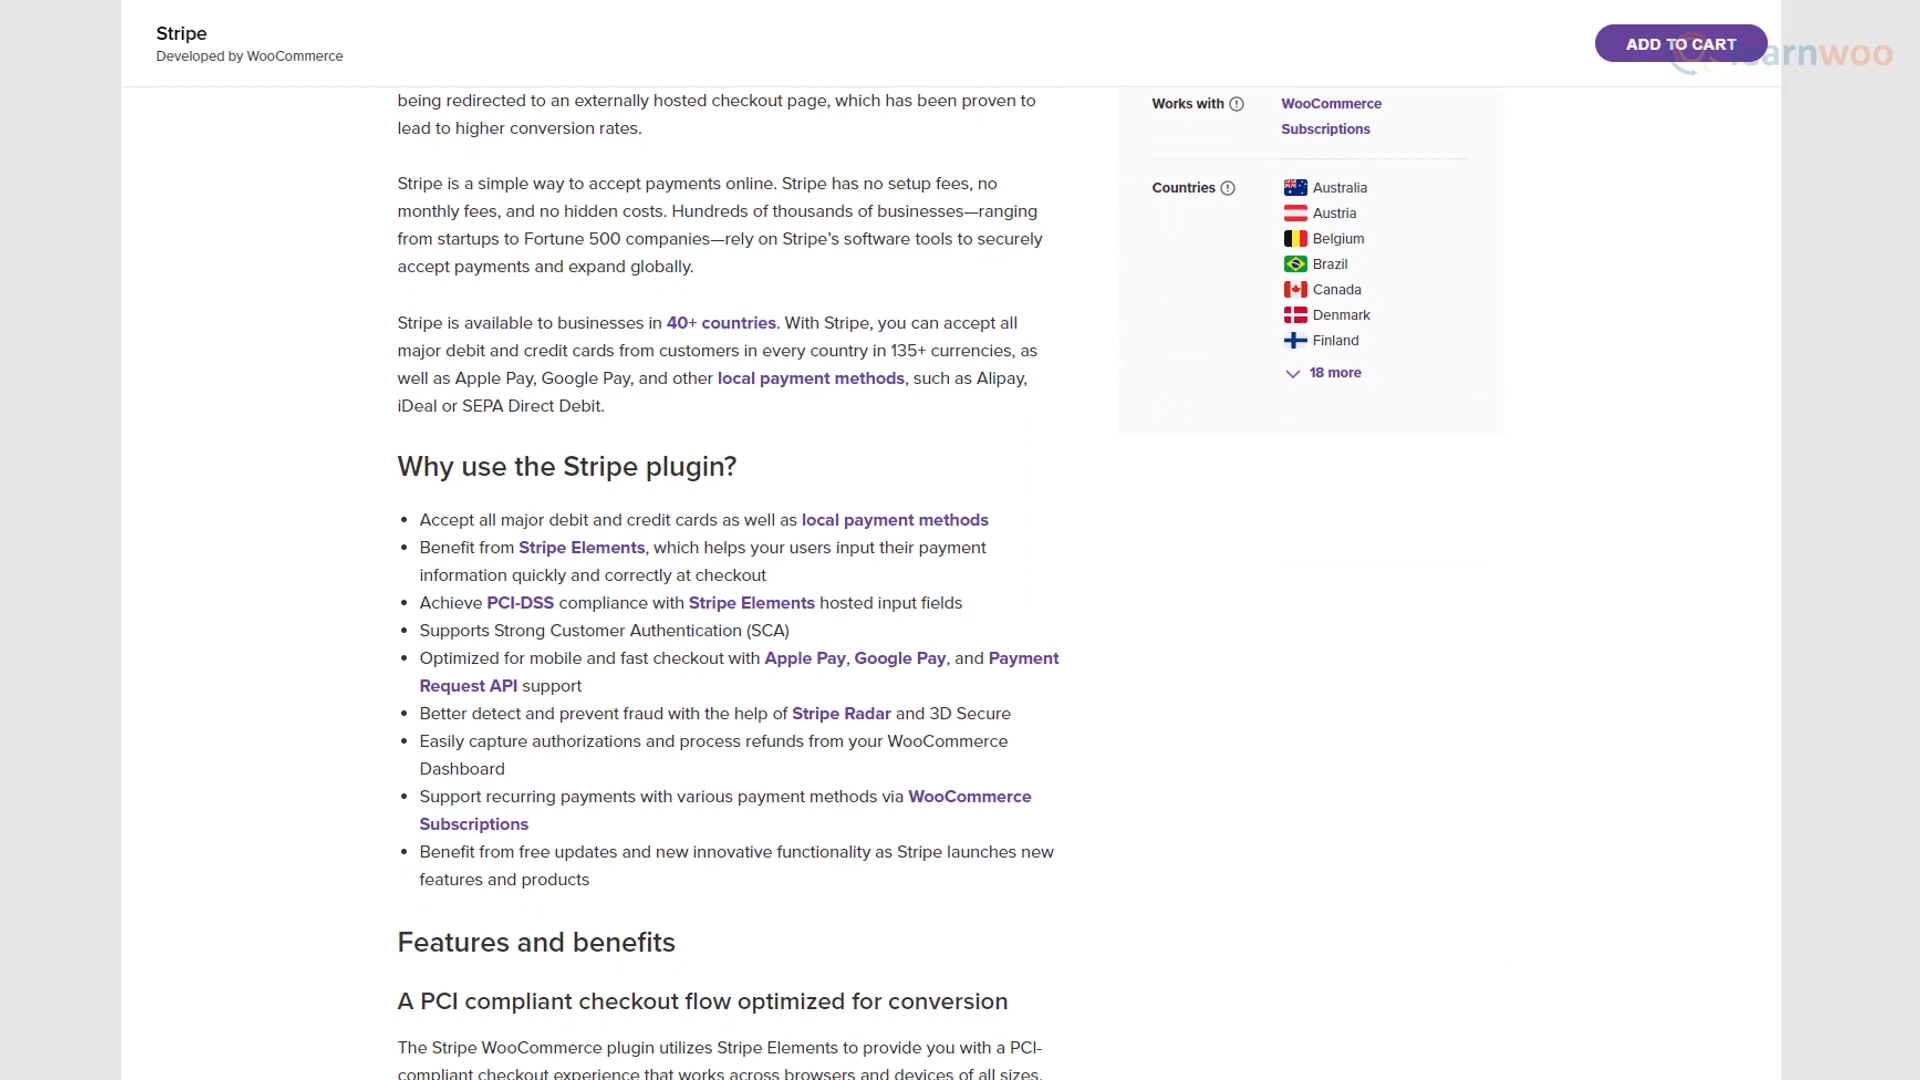 Stripe
Developed by WooCommerce
ADD TO CART
learnwoo
being redirected to an externally hosted checkout page, which has been proven to
lead to higher conversion rates.
Stripe is a simple way to accept payments online. Stripe has no setup fees, no
monthly fees, and no hidden costs. Hundreds of thousands of businesses—ranging
from startups to Fortune 500 companies—rely on Stripe’s software tools to securely
accept payments and expand globally.
Stripe is available to businesses in 40+ countries. With Stripe, you can accept all
major debit and credit cards from customers in every country in 135+ currencies, as
well as Apple Pay, Google Pay, and other local payment methods, such as Alipay,
iDeal or SEPA Direct Debit.
Why use the Stripe plugin?
• Accept all major debit and credit cards as well as local payment methods
• Benefit from Stripe Elements, which helps your users input their payment
information quickly and correctly at checkout
• Achieve PCI-DSS compliance with Stripe Elements hosted input fields
• Supports Strong Customer Authentication (SCA)
• Optimized for mobile and fast checkout with Apple Pay, Google Pay, and Payment
Request API support
• Better detect and prevent fraud with the help of Stripe Radar and 3D Secure
• Easily capture authorizations and process refunds from your WooCommerce
Dashboard
• Support recurring payments with various payment methods via WooCommerce
Subscriptions
• Benefit from free updates and new innovative functionality as Stripe launches new
features and products
Features and benefits
A PCI compliant checkout flow optimized for conversion
The Stripe WooCommerce plugin utilizes Stripe Elements to provide you with a PCI-
compliant checkout experience that works across browsers and devices of all sizes.
Works with
WooCommerce
Subscriptions
Countries
Australia
Austria
Belgium
Brazil
Canada
Denmark
Finland
18 more